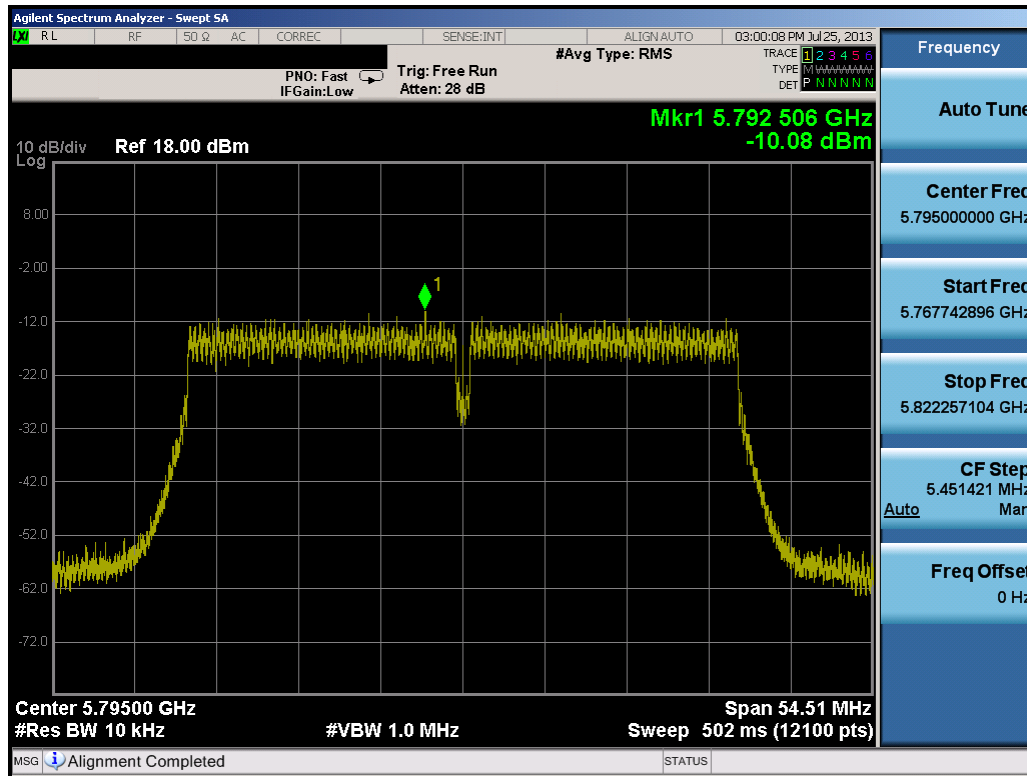 Agilent Spectrum Analyzer - Swept SA
LXI RL RF 50 Ω AC CORREC SENSE:INT ALIGN AUTO 03:00:08 PM Jul 25, 2013
Frequency
PNO: Fast
IFGain:Low
Trig: Free Run
Atten: 28 dB
#Avg Type: RMS
TRACE 1 2 3 4 5 6
TYPE M WWWWW
DET P N N N N N
Auto Tune
Mkr1 5.792 506 GHz
-10.08 dBm
10 dB/div
Log
Ref 18.00 dBm
1
8.00
-2.00
-12.0
-22.0
-32.0
-42.0
-52.0
-62.0
-72.0
Center Freq
5.795000000 GHz
Start Freq
5.767742896 GHz
Stop Freq
5.822257104 GHz
CF Step
5.451421 MHz
Auto Man
Freq Offset
0 Hz
Center 5.79500 GHz Span 54.51 MHz
#Res BW 10 kHz #VBW 1.0 MHz Sweep 502 ms (12100 pts)
MSG Alignment Completed STATUS